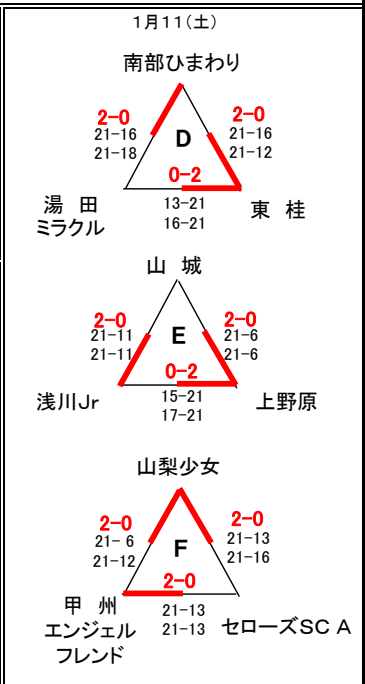 1月11(土)
南部ひまわり
2-0
21-16
21-18
D
2-0
21-16
21-12
0-2
13-21
16-21
湯 田
ミラクル
東 桂
山 城
2-0
21-11
21-11
E
2-0
21-6
21-6
0-2
15-21
17-21
浅川Jr
上野原
山梨少女
2-0
21- 6
21-12
F
2-0
21-13
21-16
2-0
21-13
21-13
甲 州
エンジェル
フレンド
セローズSC A